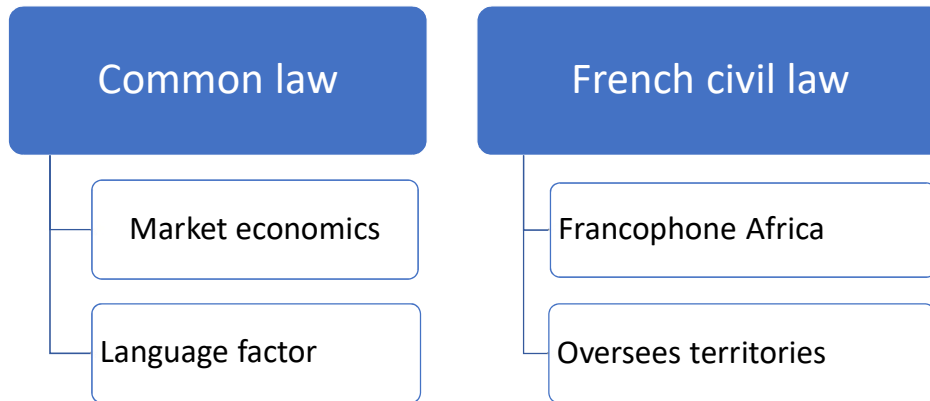 Common law
Market economics
Language factor
French civil law
Francophone Africa
Oversees territories